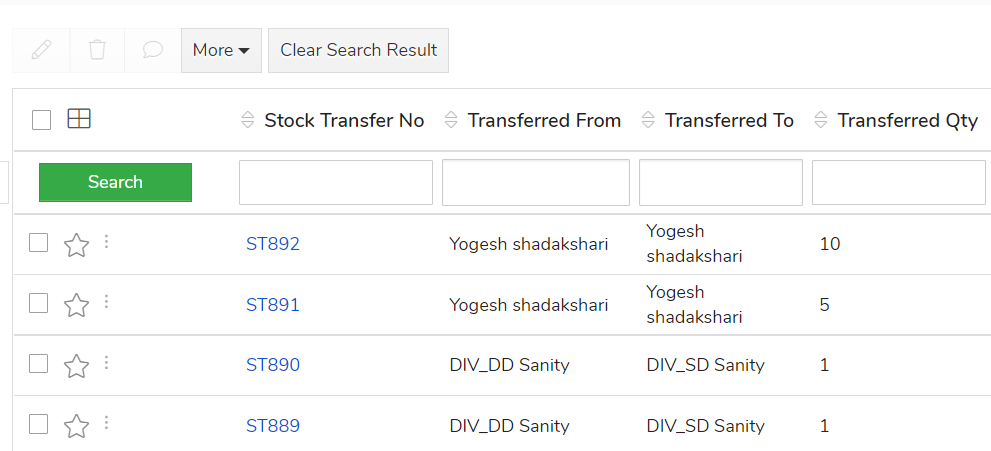 More Clear Search Result
Stock Transfer No Transferred From Transferred To Transferred Qty
Search
ST892 Yogesh shadakshari Yogesh shadakshari 10
ST891 Yogesh shadakshari Yogesh shadakshari 5
ST890 DIV_DD Sanity DIV_SD Sanity 1
ST889 DIV_DD Sanity DIV_SD Sanity 1